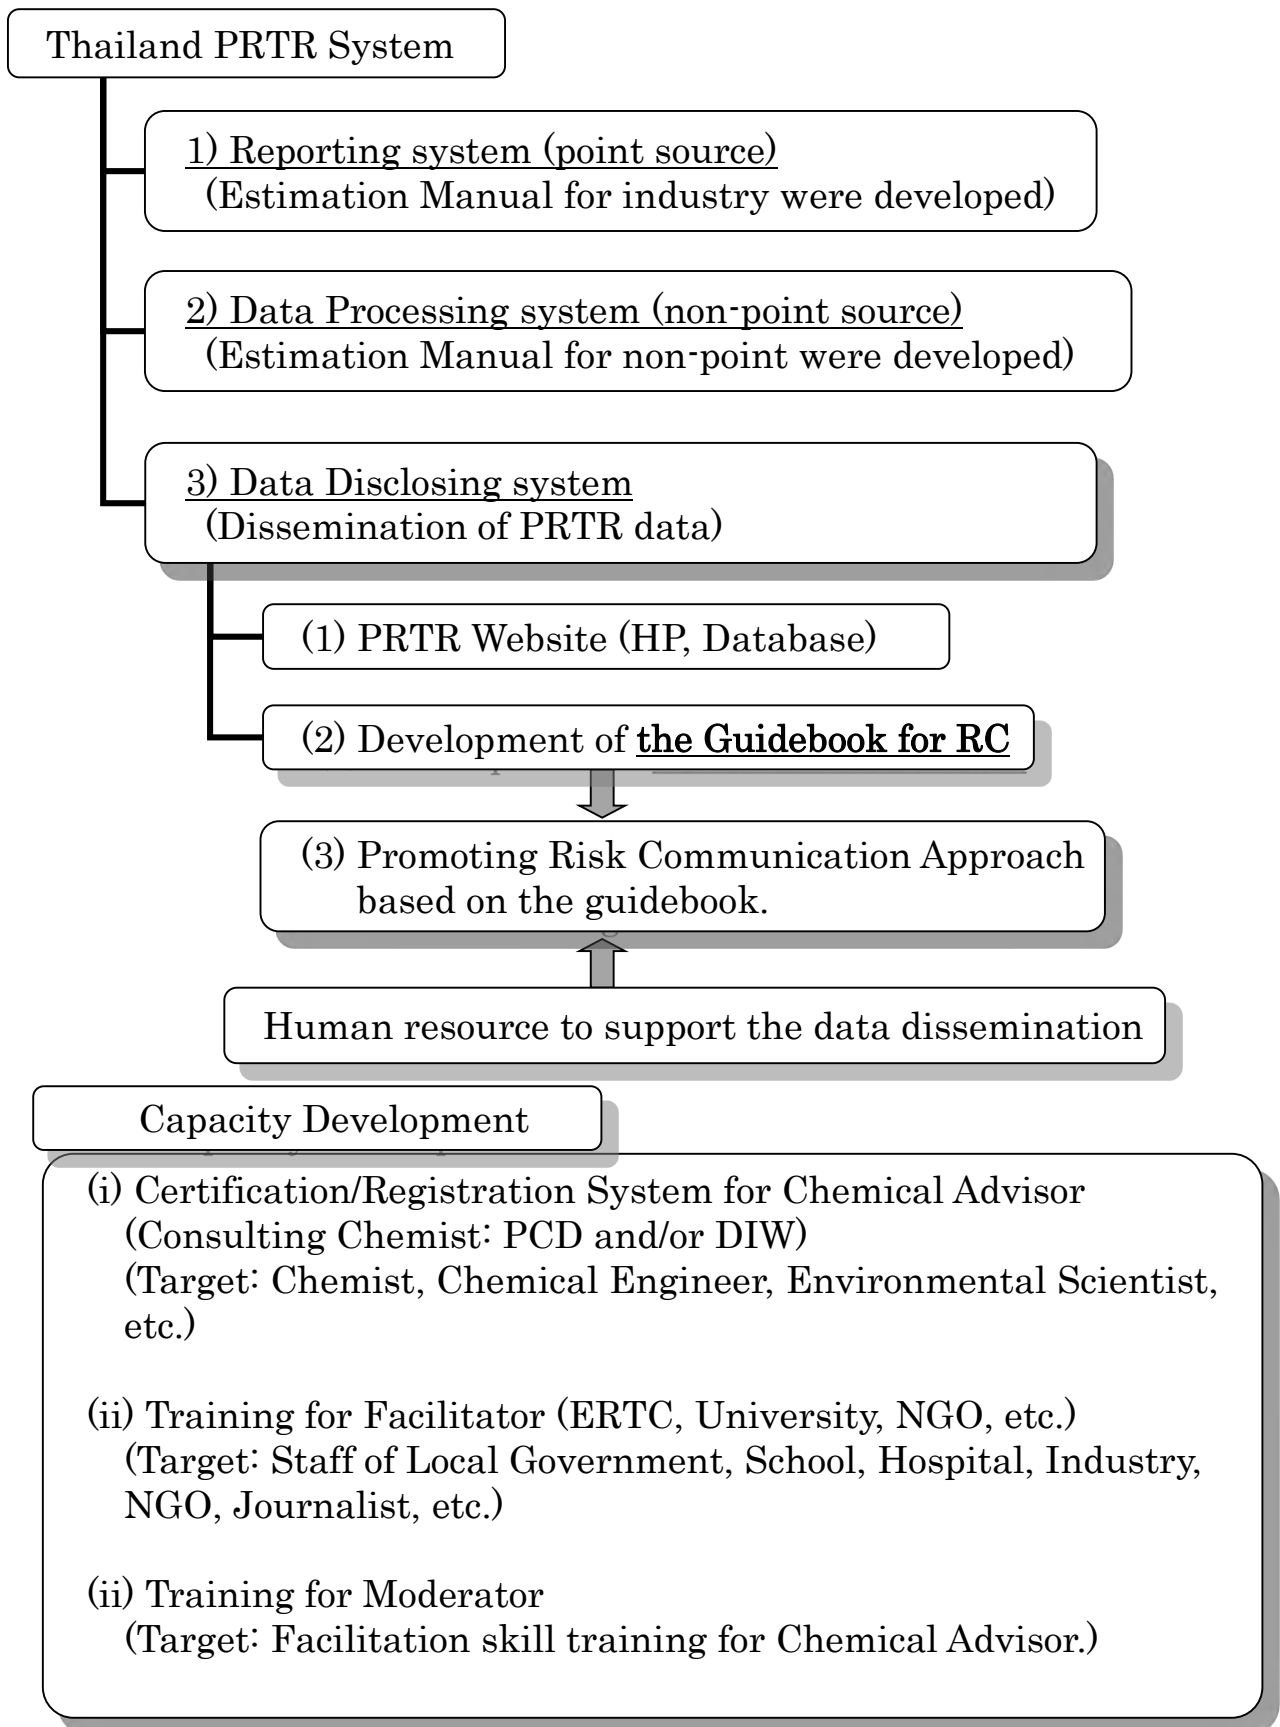 Thailand PRTR System
1) Reporting system (point source)
(Estimation Manual for industry were developed)
2) Data Processing system (non-point source)
(Estimation Manual for non-point were developed)
3) Data Disclosing system
(Dissemination of PRTR data)
(1) PRTR Website (HP, Database)
(2) Development of the Guidebook for RC
(3) Promoting Risk Communication Approach
based on the guidebook.
Human resource to support the data dissemination
Capacity Development
(i) Certification/Registration System for Chemical Advisor
(Consulting Chemist: PCD and/or DIW)
(Target: Chemist, Chemical Engineer, Environmental Scientist,
etc.)
(ii) Training for Facilitator (ERTC, University, NGO, etc.)
(Target: Staff of Local Government, School, Hospital, Industry,
NGO, Journalist, etc.)
(ii) Training for Moderator
(Target: Facilitation skill training for Chemical Advisor.)